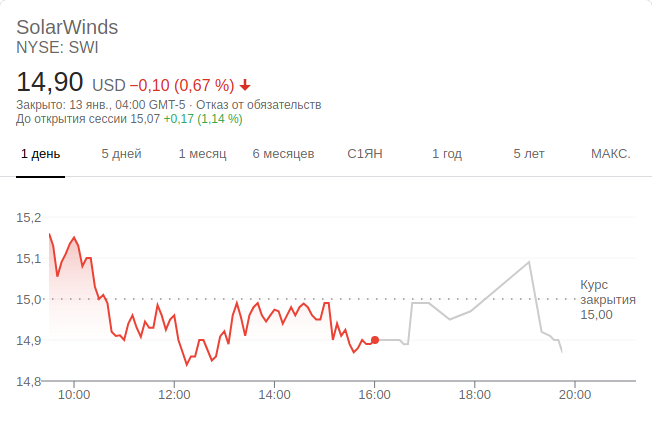 SolarWinds
NYSE: SWI
14,90 USD −0,10 (0,67 %)
Закрыто: 13 янв., 04:00 GMT-5 · Отказ от обязательств
До открытия сессии 15,07 +0,17 (1,14 %)
1 день 5 дней 1 месяц 6 месяцев С1ЯН 1 год 5 лет МАКС.
15,2
15,1
15,0
14,9
14,8
Курс
закрытия
15,00
10:00 12:00 14:00 16:00 18:00 20:00